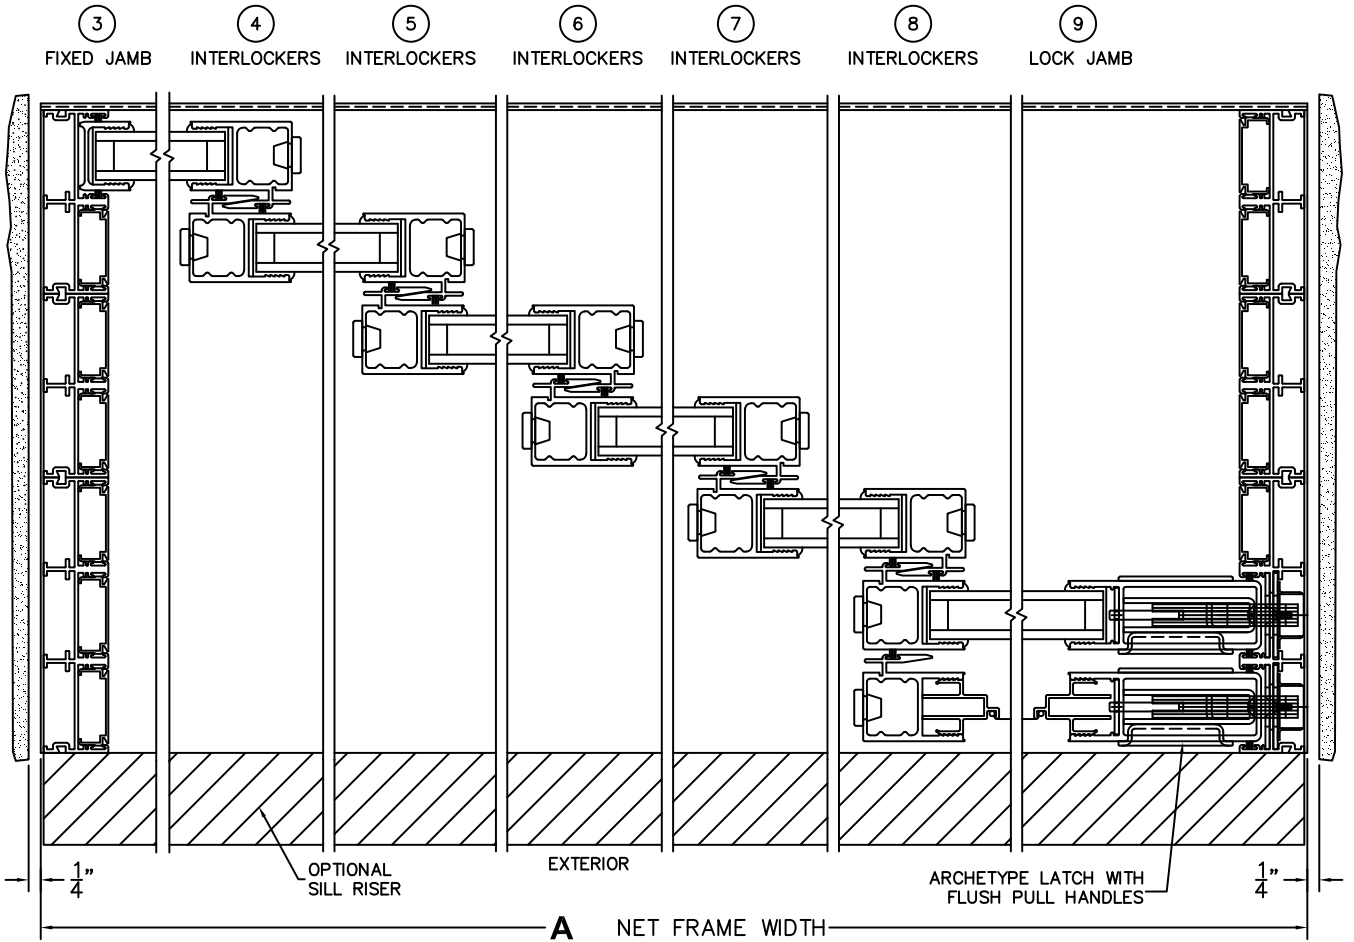 3 4 5 6 7 8 9
FIXED JAMB INTERLOCKERS INTERLOCKERS INTERLOCKERS INTERLOCKERS INTERLOCKERS LOCK JAMB
OPTIONAL
SILL RISER
EXTERIOR
ARCHETYPE LATCH WITH
FLUSH PULL HANDLES
1/4"
1/4"
A NET FRAME WIDTH